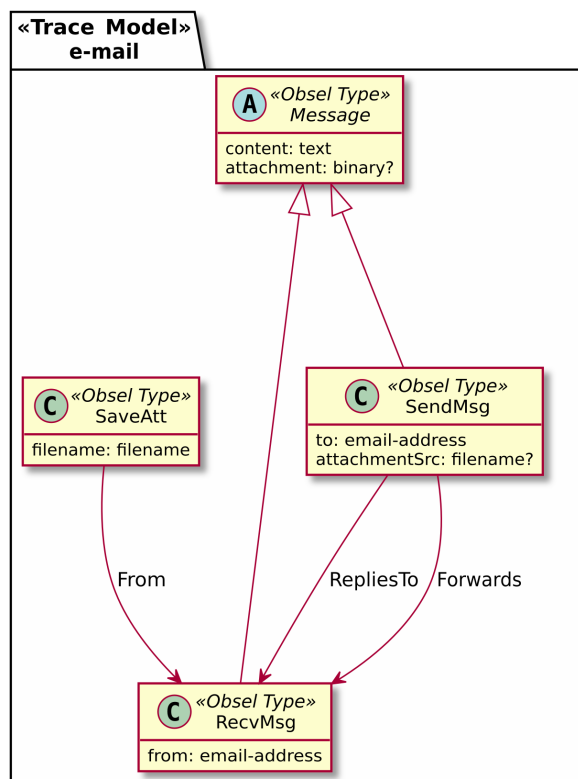 «Trace Model»
e-mail
A
«Obsel Type»
Message
content: text
attachment: binary?
C
«Obsel Type»
SaveAtt
filename: filename
C
«Obsel Type»
SendMsg
to: email-address
attachmentSrc: filename?
From
RepliesTo
Forwards
C
«Obsel Type»
RecvMsg
from: email-address